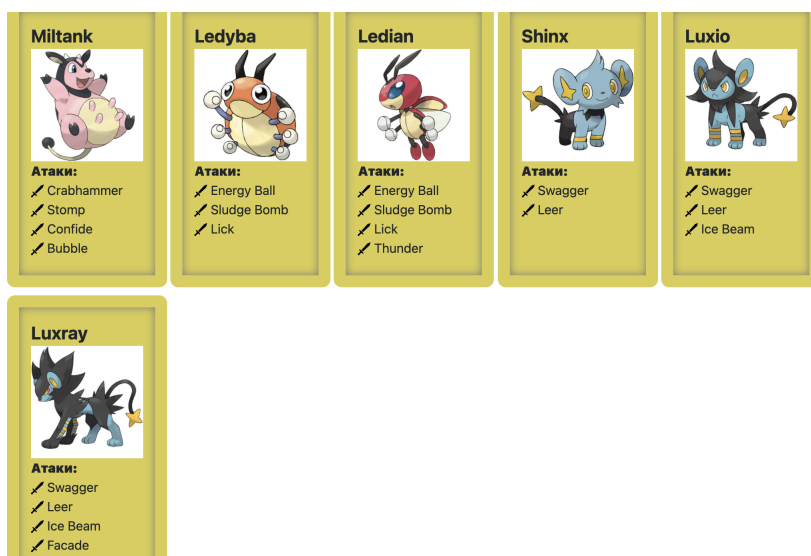 Miltank
Атаки:
Crabhammer
Stomp
Confide
Bubble
Ledyba
Атаки:
Energy Ball
Sludge Bomb
Lick
Ledian
Атаки:
Energy Ball
Sludge Bomb
Lick
Thunder
Shinx
Атаки:
Swagger
Leer
Luxio
Атаки:
Swagger
Leer
Ice Beam
Luxray
Атаки:
Swagger
Leer
Ice Beam
Facade